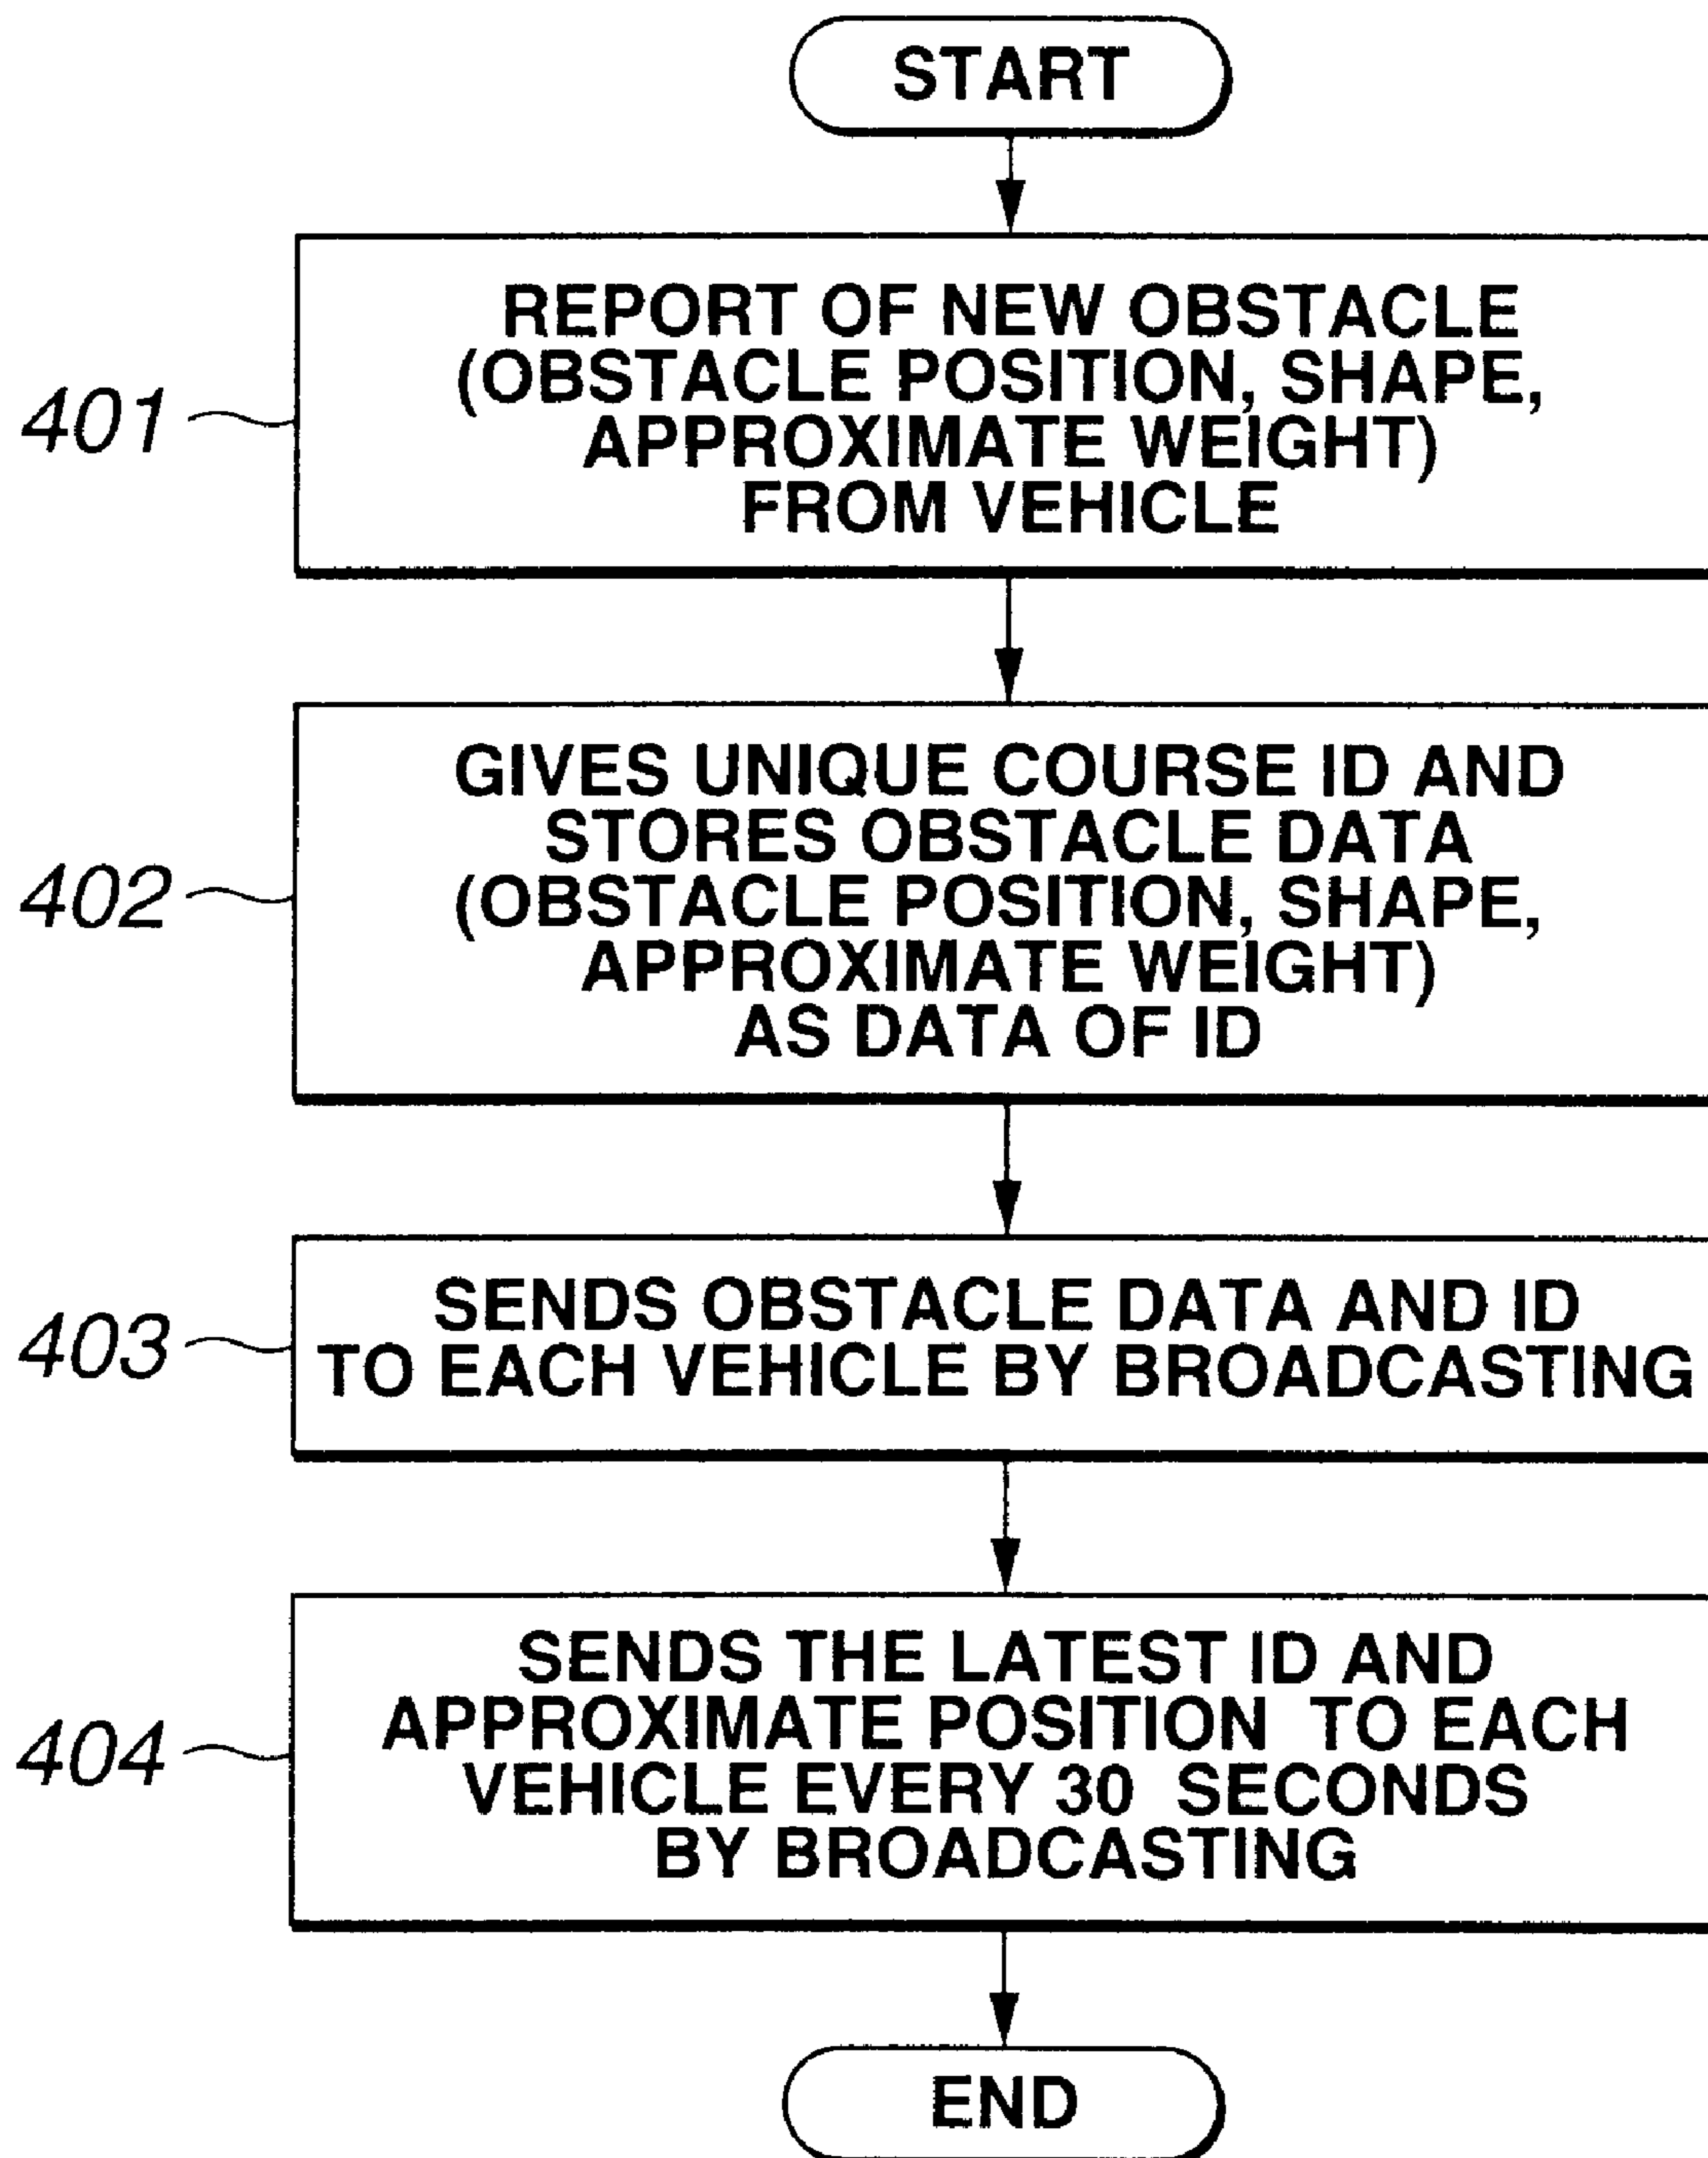 START
REPORT OF NEW OBSTACLE
(OBSTACLE POSITION, SHAPE,
APPROXIMATE WEIGHT)
FROM VEHICLE
401
GIVES UNIQUE COURSE ID AND
STORES OBSTACLE DATA
(OBSTACLE POSITION, SHAPE,
APPROXIMATE WEIGHT)
AS DATA OF ID
402
SENDS OBSTACLE DATA AND ID
TO EACH VEHICLE BY BROADCASTING
403
SENDS THE LATEST ID AND
APPROXIMATE POSITION TO EACH
VEHICLE EVERY 30 SECONDS
BY BROADCASTING
404
END